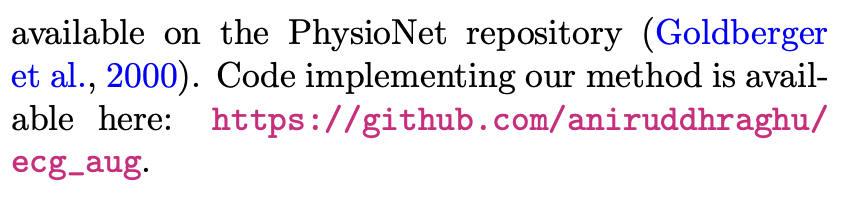 available on the PhysioNet repository (Goldberger
et al., 2000). Code implementing our method is avail-
able here: https://github.com/aniruddhraghu/
ecg_aug.